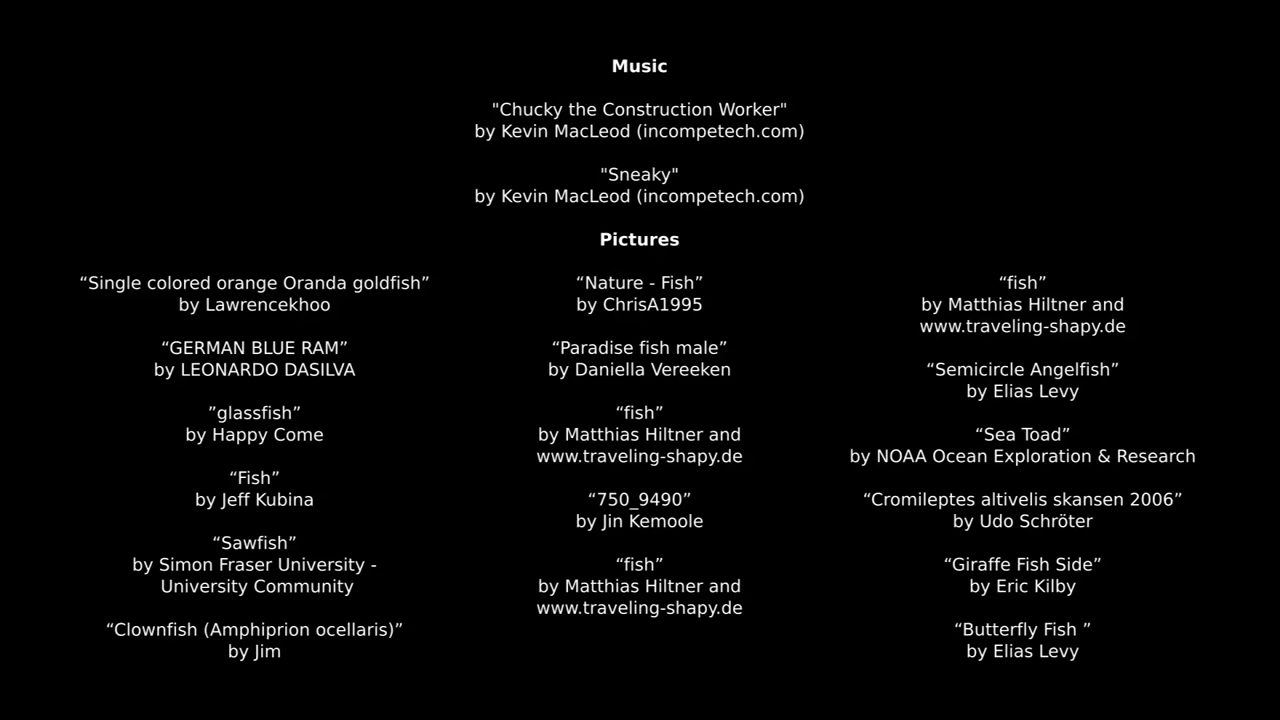 Music
"Chucky the Construction Worker"
by Kevin MacLeod (incompetech.com)
"Sneaky"
by Kevin MacLeod (incompetech.com)
Pictures
“Single colored orange Oranda goldfish”
by Lawrencekhoo
“GERMAN BLUE RAM”
by LEONARDO DASILVA
”glassfish”
by Happy Come
“Fish”
by Jeff Kubina
“Sawfish”
by Simon Fraser University -
University Community
“Clownfish (Amphiprion ocellaris)”
by Jim
“Nature - Fish”
by ChrisA1995
“Paradise fish male”
by Daniella Vereeken
“fish”
by Matthias Hiltner and
www.traveling-shapy.de
“750_9490”
by Jin Kemoole
“fish”
by Matthias Hiltner and
www.traveling-shapy.de
“fish”
by Matthias Hiltner and
www.traveling-shapy.de
“Semicircle Angelfish”
by Elias Levy
“Sea Toad”
by NOAA Ocean Exploration & Research
“Cromileptes altivelis skansen 2006”
by Udo Schröter
“Giraffe Fish Side”
by Eric Kilby
“Butterfly Fish ”
by Elias Levy